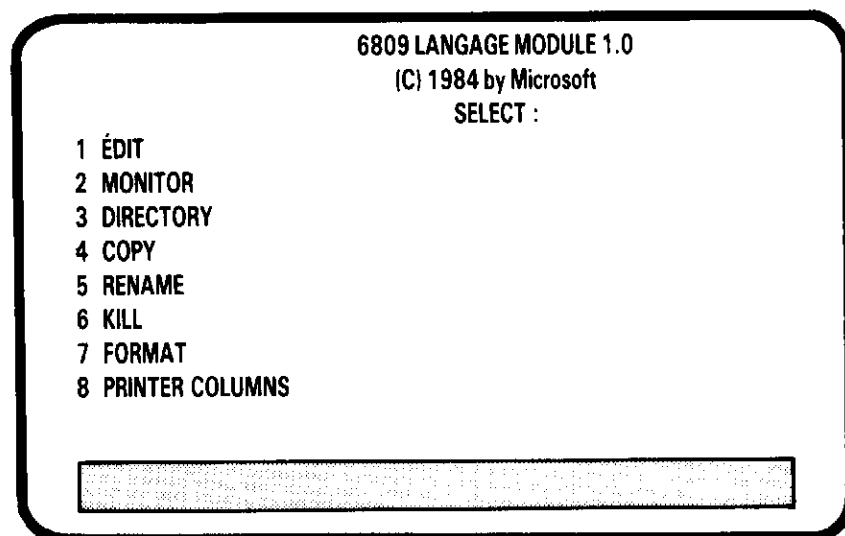 6809 LANGAGE MODULE 1.0
(C) 1984 by Microsoft
SELECT :
1 ÉDIT
2 MONITOR
3 DIRECTORY
4 COPY
5 RENAME
6 KILL
7 FORMAT
8 PRINTER COLUMNS